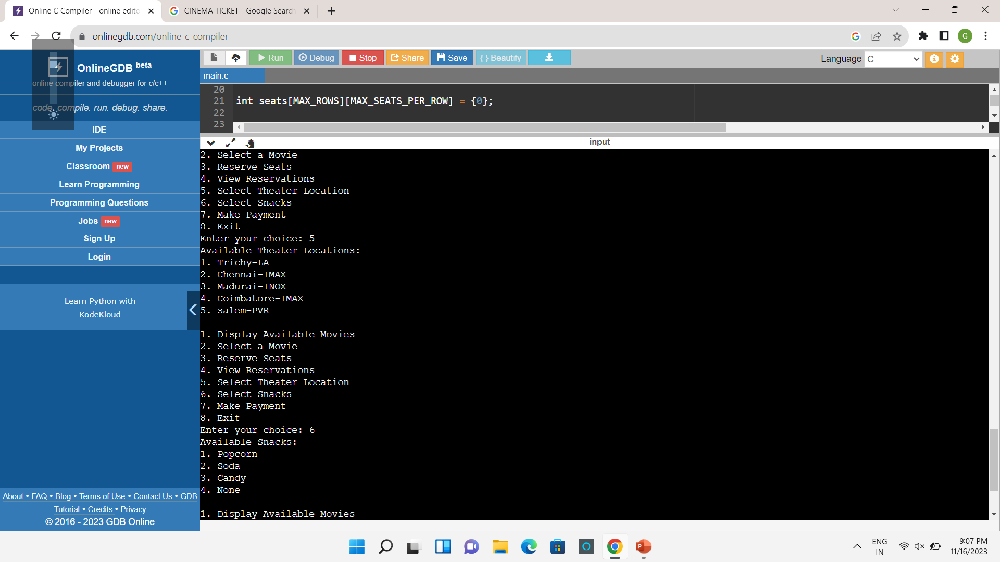 Online C Compiler - online edito
CINEMA TICKET - Google Search
onlinegdb.com/online_c_compiler
G
OnlineGDB beta
online compiler and debugger for c/c++
code. compile. run. debug. share.
IDE
My Projects
Classroom new
Learn Programming
Programming Questions
Jobs new
Sign Up
Login
Learn Python with
KodeKloud
About • FAQ • Blog • Terms of Use • Contact Us • GDB
Tutorial • Credits • Privacy
© 2016 - 2023 GDB Online
Run Debug Stop Share Save {} Beautify
Language C
main.c
20
21 int seats[MAX_ROWS][MAX_SEATS_PER_ROW] = {0};
22
23
input
2. Select a Movie
3. Reserve Seats
4. View Reservations
5. Select Theater Location
6. Select Snacks
7. Make Payment
8. Exit
Enter your choice: 5
Available Theater Locations:
1. Trichy-LA
2. Chennai-IMAX
3. Madurai-INOX
4. Coimbatore-IMAX
5. salem-PVR
1. Display Available Movies
2. Select a Movie
3. Reserve Seats
4. View Reservations
5. Select Theater Location
6. Select Snacks
7. Make Payment
8. Exit
Enter your choice: 6
Available Snacks:
1. Popcorn
2. Soda
3. Candy
4. None
1. Display Available Movies
ENG
IN
9:07 PM
11/16/2023